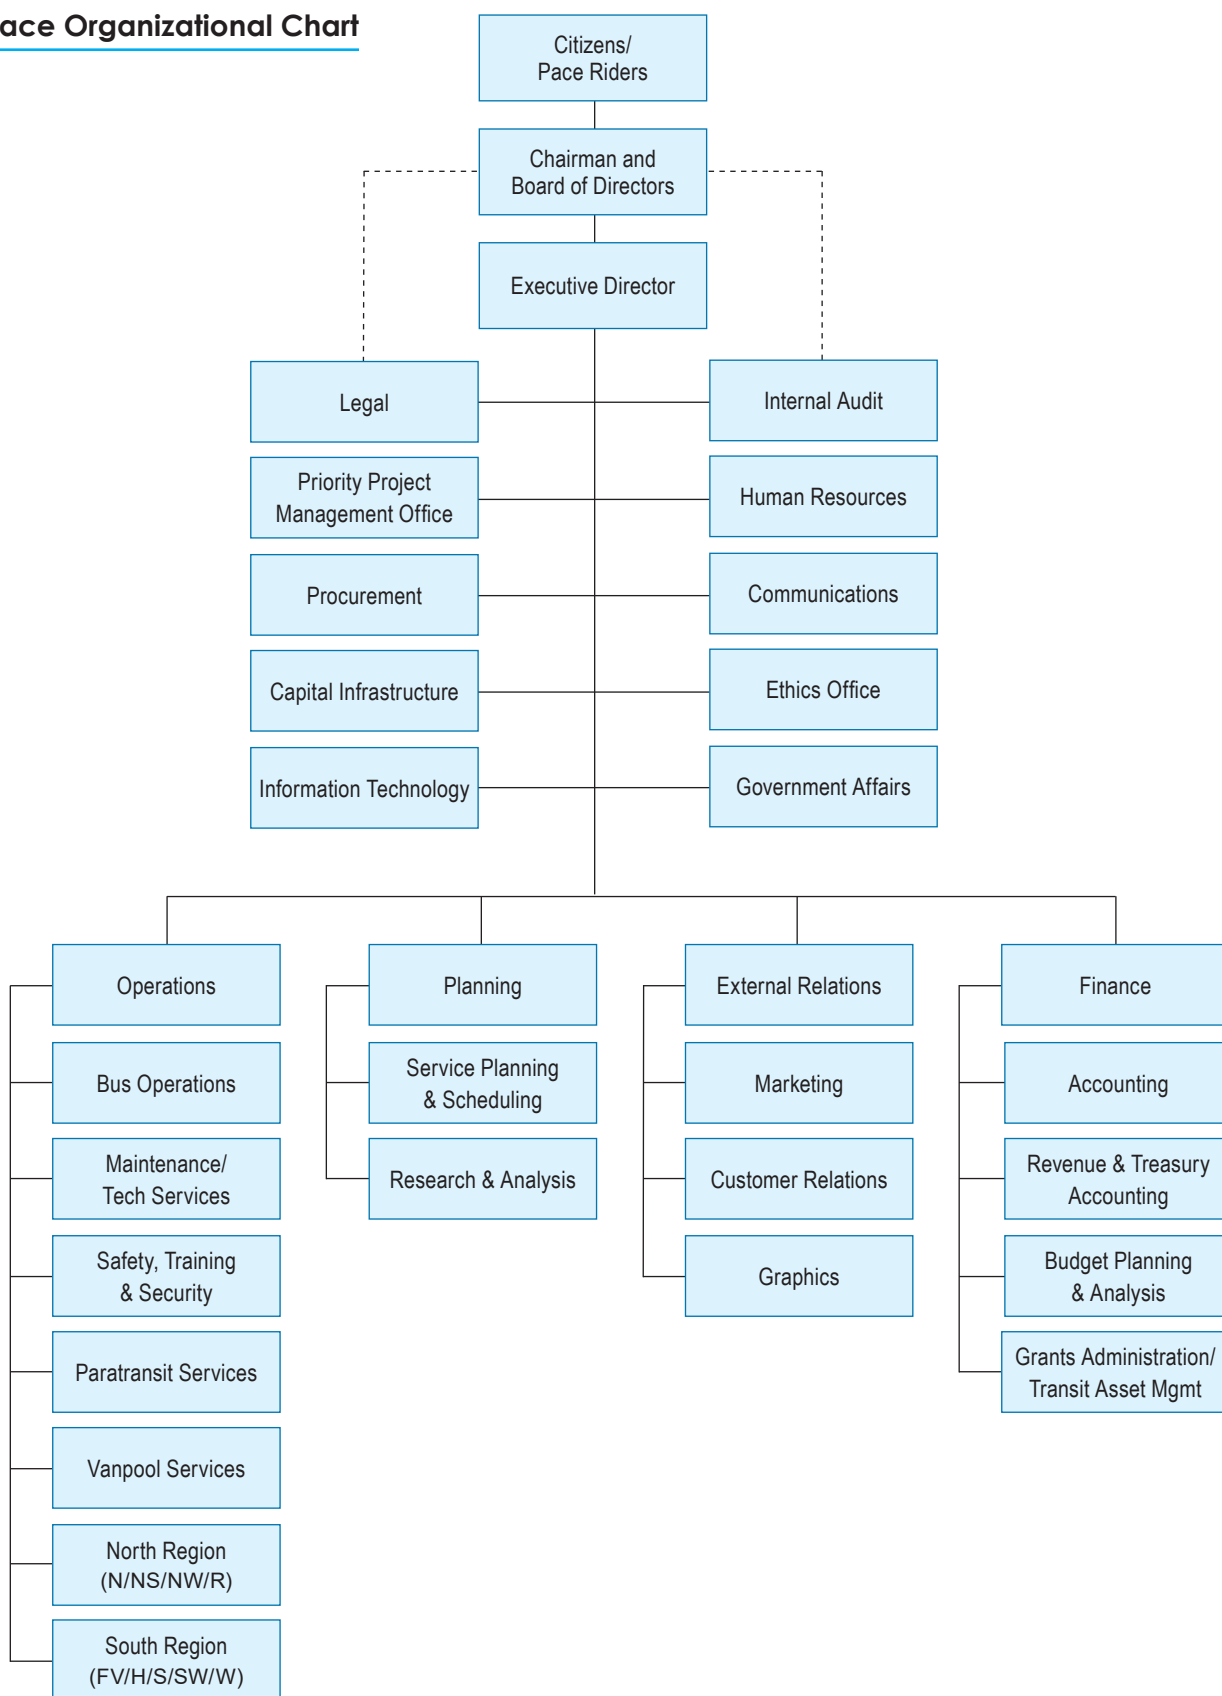 ace Organizational Chart
Citizens/
Pace Riders
Chairman and
Board of Directors
Executive Director
Legal
Internal Audit
Priority Project
Management Office
Human Resources
Procurement
Communications
Capital Infrastructure
Ethics Office
Information Technology
Government Affairs
Operations
Planning
External Relations
Finance
Bus Operations
Service Planning
& Scheduling
Marketing
Accounting
Maintenance/
Tech Services
Research & Analysis
Customer Relations
Revenue & Treasury
Accounting
Safety, Training
& Security
Graphics
Budget Planning
& Analysis
Paratransit Services
Grants Administration/
Transit Asset Mgmt
Vanpool Services
North Region
(N/NS/NW/R)
South Region
(FV/H/S/SW/W)